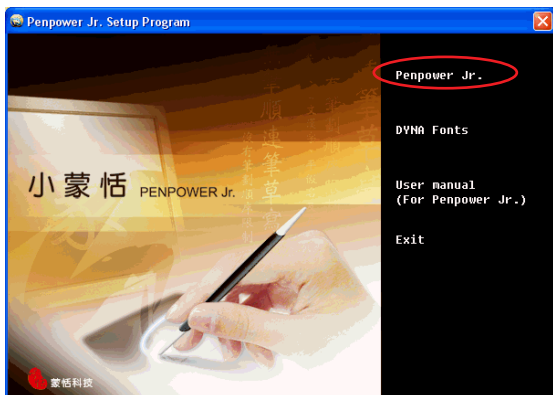 Penpower Jr. Setup Program
Penpower Jr.
DYNA Fonts
User manual
(For Penpower Jr.)
Exit
小蒙恬 PENPOWER JR.
蒙恬科技